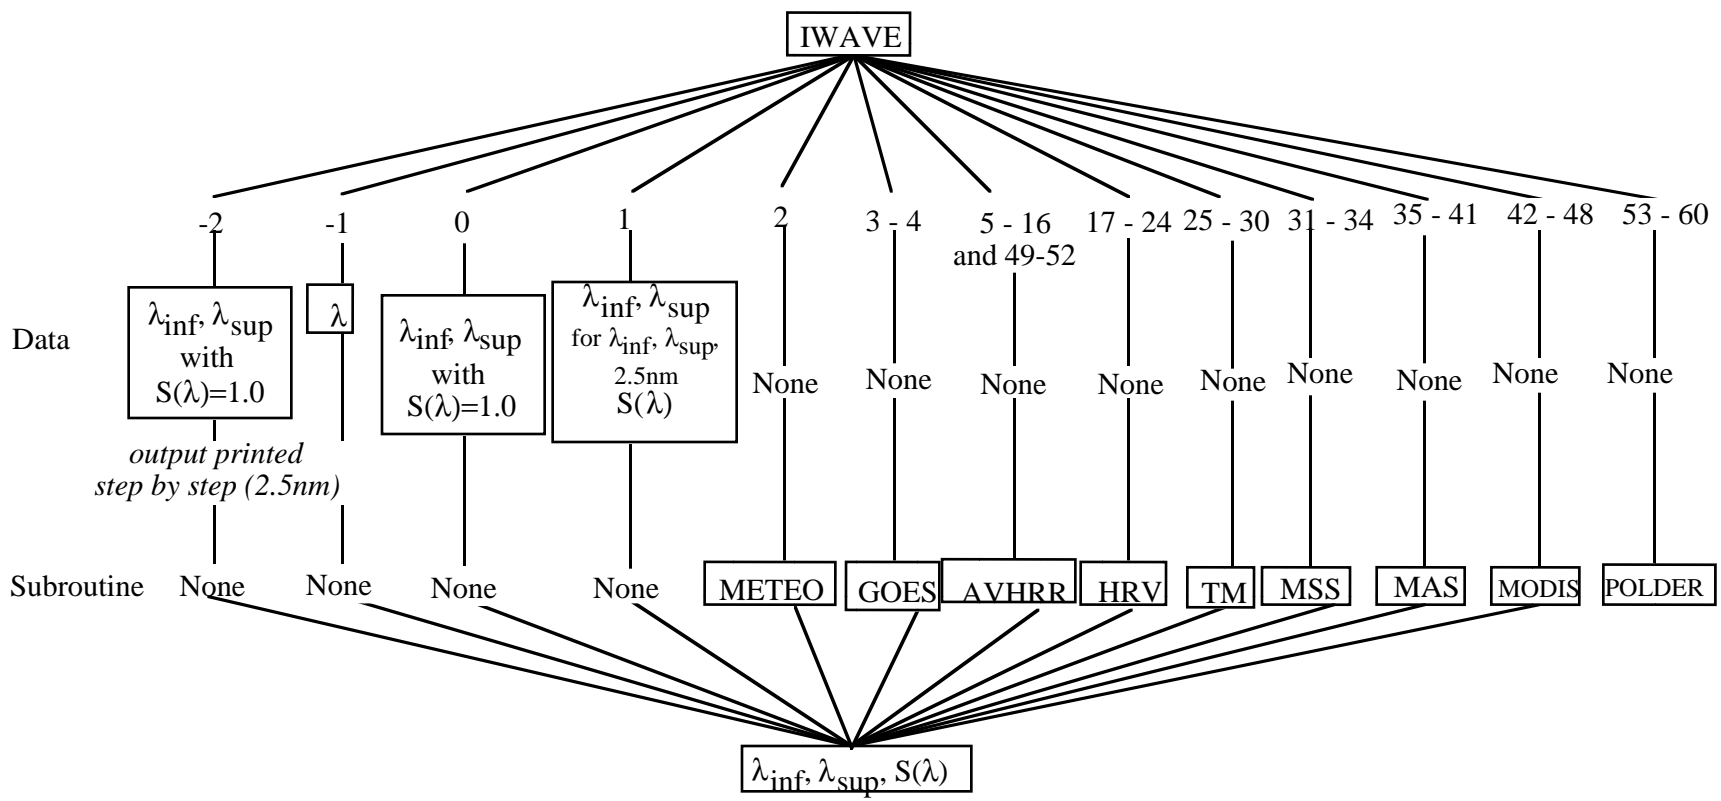 IWAVE
-2 -1 0 1 2 3 - 4 5 - 16 17 - 24 25 - 30 31 - 34 35 - 41 42 - 48 53 - 60
and 49-52
Data
λinf, λsup
with
S(λ)=1.0
λ
λinf, λsup
with
S(λ)=1.0
λinf, λsup
for λinf, λsup,
2.5nm
S(λ)
None None None None None None None None None
output printed
step by step (2.5nm)
Subroutine None None None None METEO GOES AVHRR HRV TM MSS MAS MODIS POLDER
λinf, λsup, S(λ)